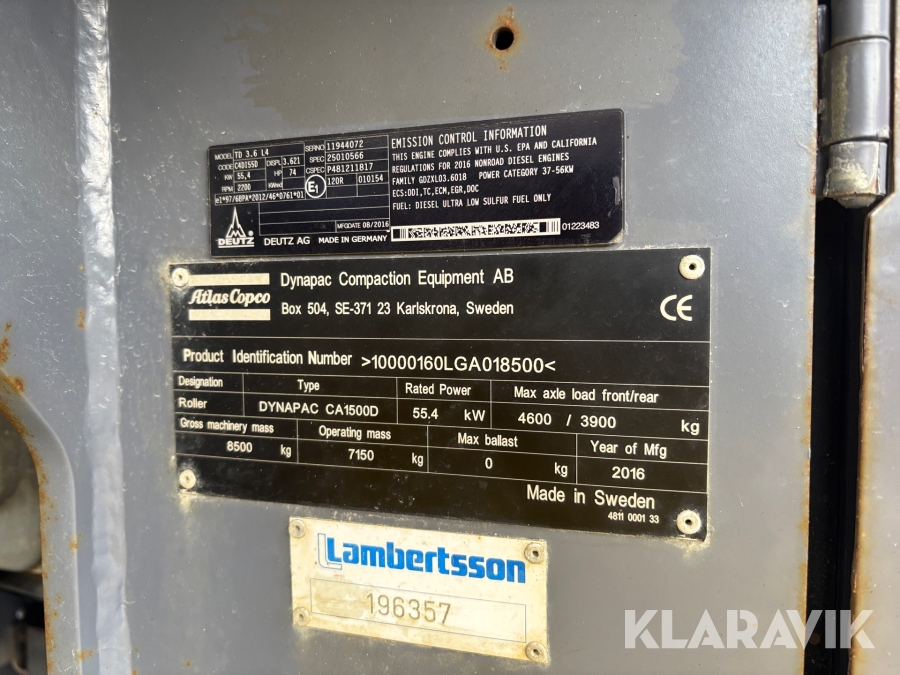 MODEL TD 3.6 L4 SERNO 11944072
CODE C4DI55D DISPL 3.621 CSPEC 25010566
KW 55,4 HP 74 CSPEC P481211817
RPM 2200 KWmod E1 120R 010154
e1*97/68PA*2012/46*0761*01
MFGDATE 08/2016
DEUTZ DEUTZ AG MADE IN GERMANY
EMISSION CONTROL INFORMATION
THIS ENGINE COMPLIES WITH U.S. EPA AND CALIFORNIA
REGULATIONS FOR 2016 NONROAD DIESEL ENGINES
FAMILY GDZXL03.6018 POWER CATEGORY 37-56KW
ECS:DDI,TC,ECM,EGR,DOC
FUEL: DIESEL ULTRA LOW SULFUR FUEL ONLY
01223483
Atlas Copco
Dynapac Compaction Equipment AB
Box 504, SE-371 23 Karlskrona, Sweden
CE
Product Identification Number >10000160LGA018500<
Designation Type Rated Power Max axle load front/rear
Roller DYNAPAC CA1500D 55.4 kW 4600 / 3900 kg
Gross machinery mass Operating mass Max ballast Year of Mfg
8500 kg 7150 kg 0 kg 2016
Made in Sweden
4811 0001 33
Lambertsson
196357
KLARAVIK